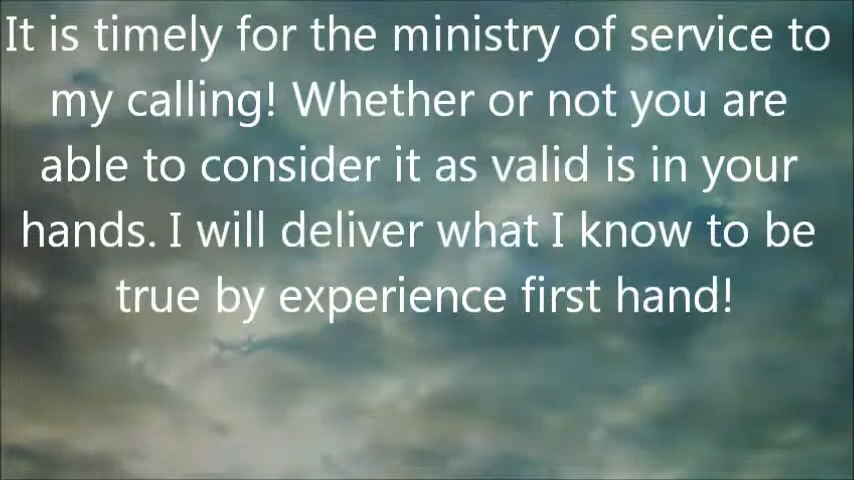 It is timely for the ministry of service to
my calling! Whether or not you are
able to consider it as valid is in your
hands. I will deliver what I know to be
true by experience first hand!